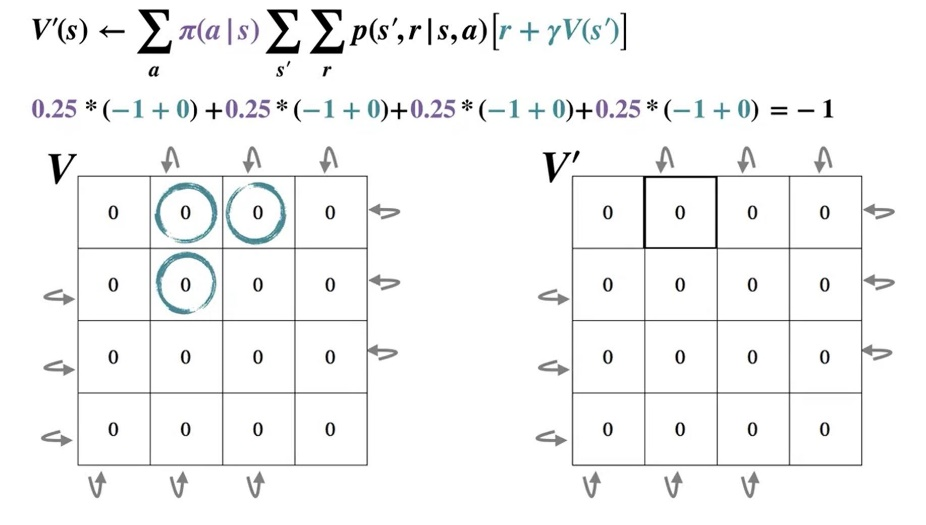 V′(s) ← ∑ π(a|s) ∑ ∑ p(s′, r|s, a)[r + γV(s′)]
a s′ r
0.25 * (−1 + 0) +0.25 * (−1 + 0)+0.25 * (−1 + 0)+0.25 * (−1 + 0) = − 1
V V′
0 0 0 0 0 0 0 0
0 0 0 0 0 0 0 0
0 0 0 0 0 0 0 0
0 0 0 0 0 0 0 0